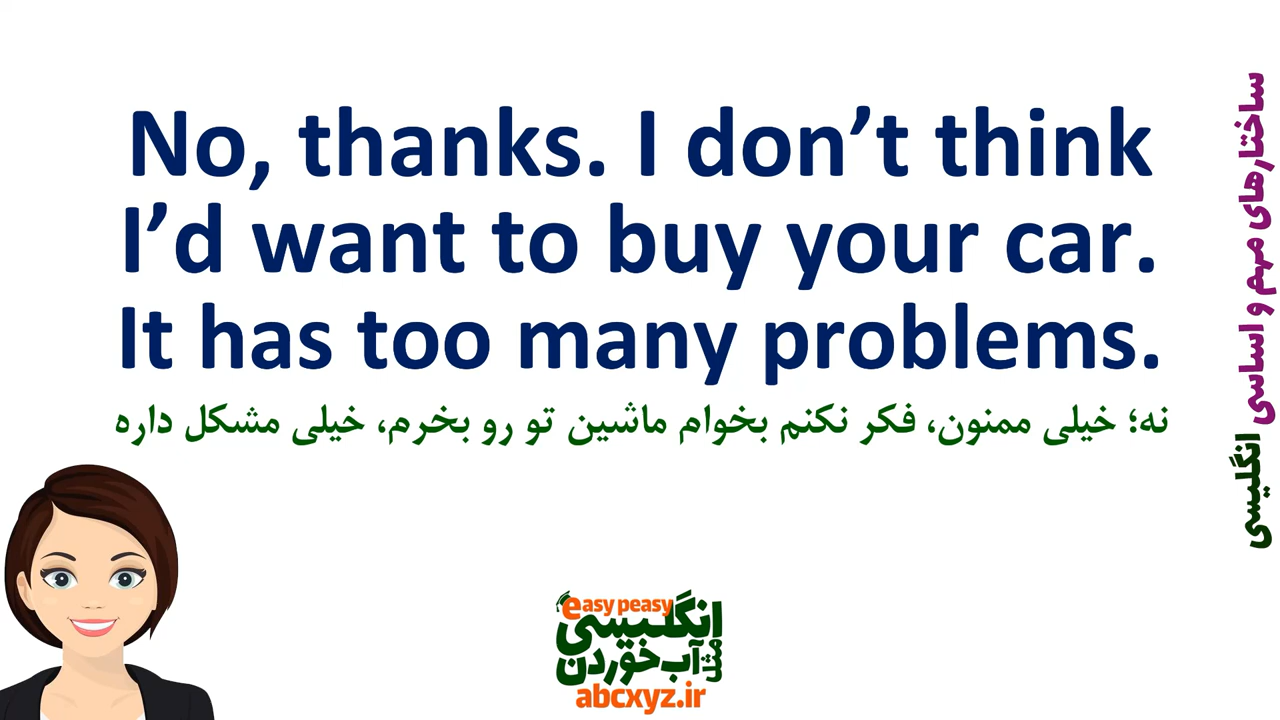 No, thanks. I don’t think
I’d want to buy your car.
It has too many problems.
نه؛ خیلی ممنون، فکر نکنم بخوام ماشین تو رو بخرم، خیلی مشکل داره
ساختارهای مهم و اساسی انگلیسی
easy peasy
انگلیسی
مثل آب خوردن
abcxyz.ir